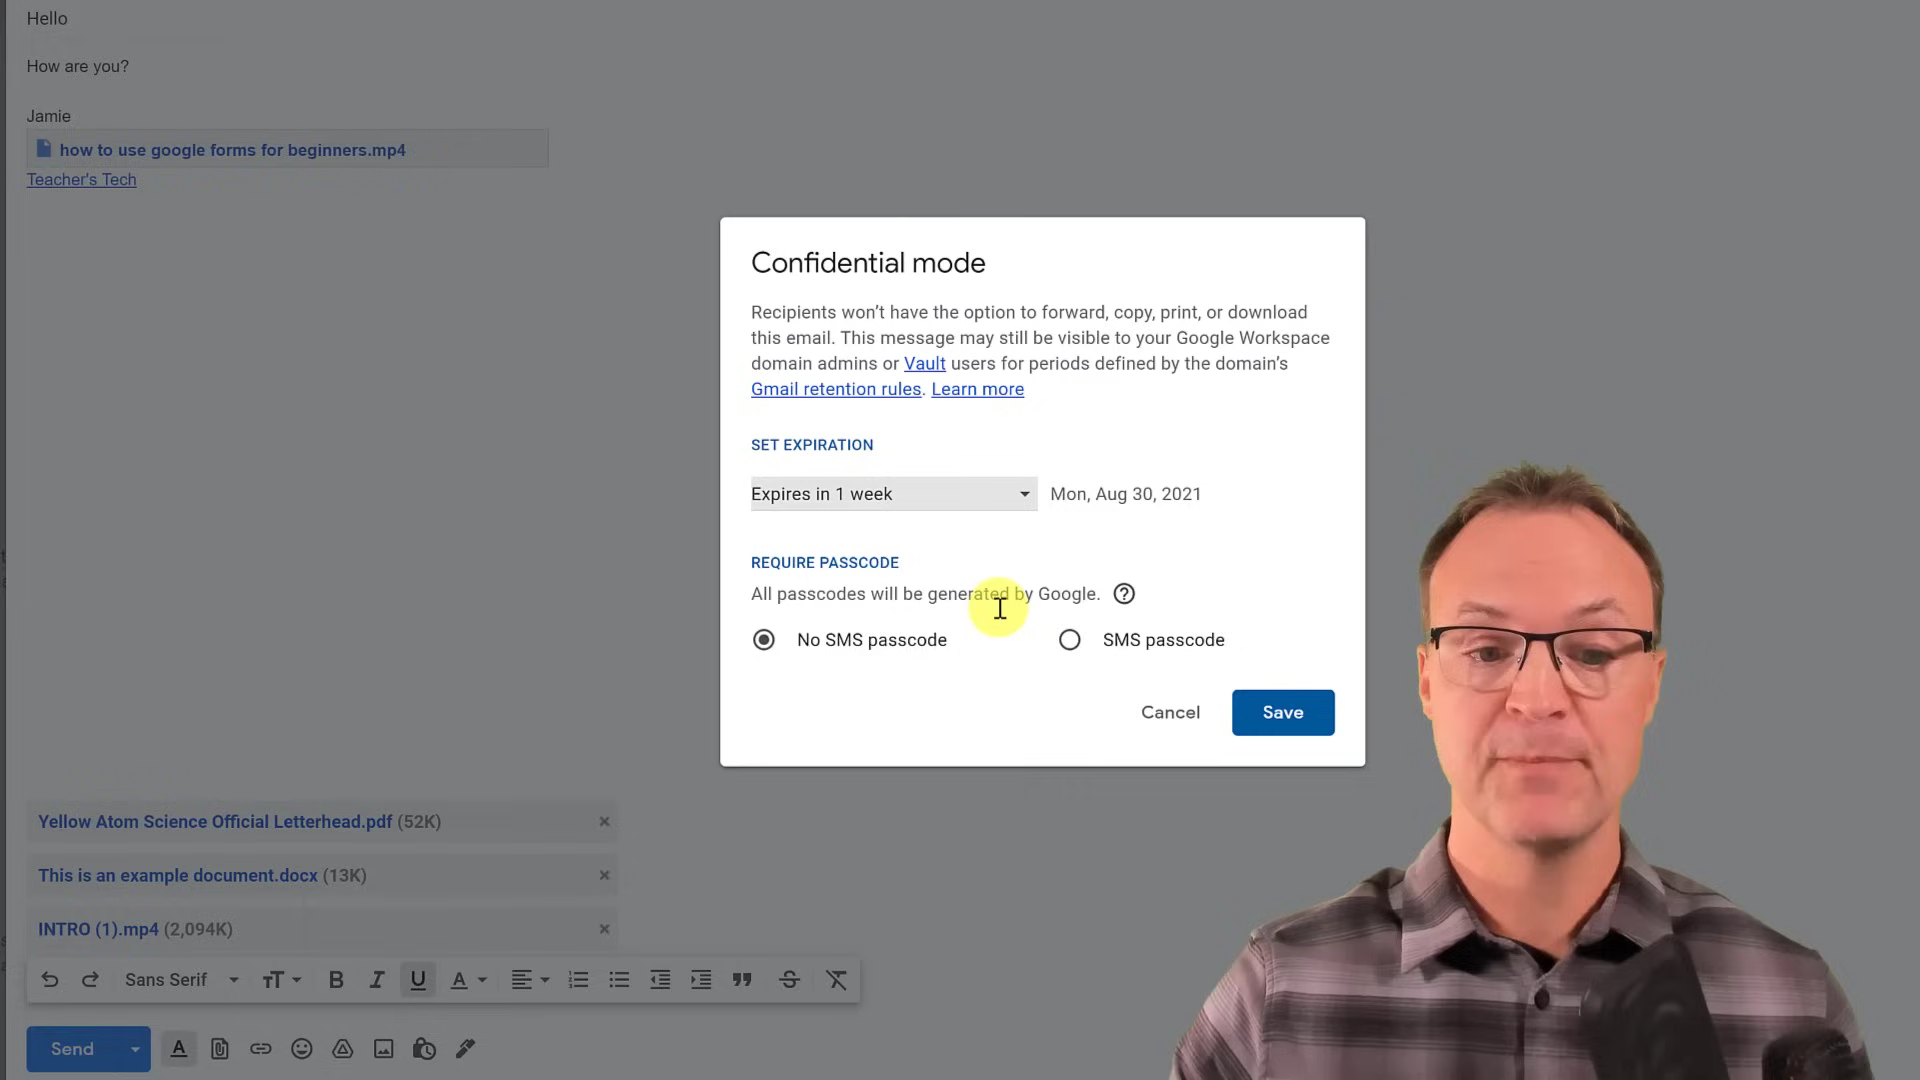 Hello
How are you?
Jamie
how to use google forms for beginners.mp4
Teacher's Tech
Confidential mode
Recipients won't have the option to forward, copy, print, or download
this email. This message may still be visible to your Google Workspace
domain admins or Vault users for periods defined by the domain's
Gmail retention rules. Learn more
SET EXPIRATION
Expires in 1 week Mon, Aug 30, 2021
REQUIRE PASSCODE
All passcodes will be generated by Google.
No SMS passcode SMS passcode
Cancel Save
Yellow Atom Science Official Letterhead.pdf (52K)
This is an example document.docx (13K)
INTRO (1).mp4 (2,094K)
Sans Serif
Send